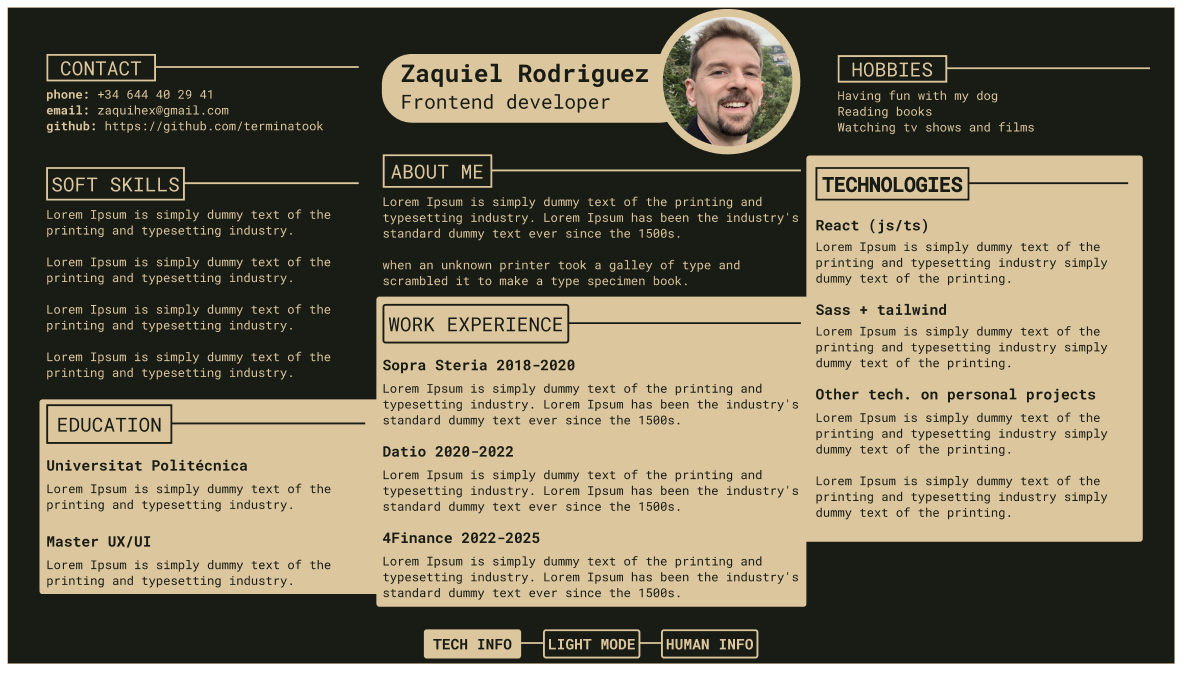 CONTACT
phone: +34 644 40 29 41
email: zaquihex@gmail.com
github: https://github.com/terminatook
SOFT SKILLS
Lorem Ipsum is simply dummy text of the
printing and typesetting industry.
Lorem Ipsum is simply dummy text of the
printing and typesetting industry.
Lorem Ipsum is simply dummy text of the
printing and typesetting industry.
Lorem Ipsum is simply dummy text of the
printing and typesetting industry.
EDUCATION
Universitat Politécnica
Lorem Ipsum is simply dummy text of the
printing and typesetting industry.
Master UX/UI
Lorem Ipsum is simply dummy text of the
printing and typesetting industry.
Zaquiel Rodriguez
Frontend developer
ABOUT ME
Lorem Ipsum is simply dummy text of the printing and
typesetting industry. Lorem Ipsum has been the industry's
standard dummy text ever since the 1500s.
when an unknown printer took a galley of type and
scrambled it to make a type specimen book.
WORK EXPERIENCE
Sopra Steria 2018-2020
Lorem Ipsum is simply dummy text of the printing and
typesetting industry. Lorem Ipsum has been the industry's
standard dummy text ever since the 1500s.
Datio 2020-2022
Lorem Ipsum is simply dummy text of the printing and
typesetting industry. Lorem Ipsum has been the industry's
standard dummy text ever since the 1500s.
4Finance 2022-2025
Lorem Ipsum is simply dummy text of the printing and
typesetting industry. Lorem Ipsum has been the industry's
standard dummy text ever since the 1500s.
HOBBIES
Having fun with my dog
Reading books
Watching tv shows and films
TECHNOLOGIES
React (js/ts)
Lorem Ipsum is simply dummy text of the
printing and typesetting industry simply
dummy text of the printing.
Sass + tailwind
Lorem Ipsum is simply dummy text of the
printing and typesetting industry simply
dummy text of the printing.
Other tech. on personal projects
Lorem Ipsum is simply dummy text of the
printing and typesetting industry simply
dummy text of the printing.
Lorem Ipsum is simply dummy text of the
printing and typesetting industry simply
dummy text of the printing.
TECH INFO
LIGHT MODE
HUMAN INFO